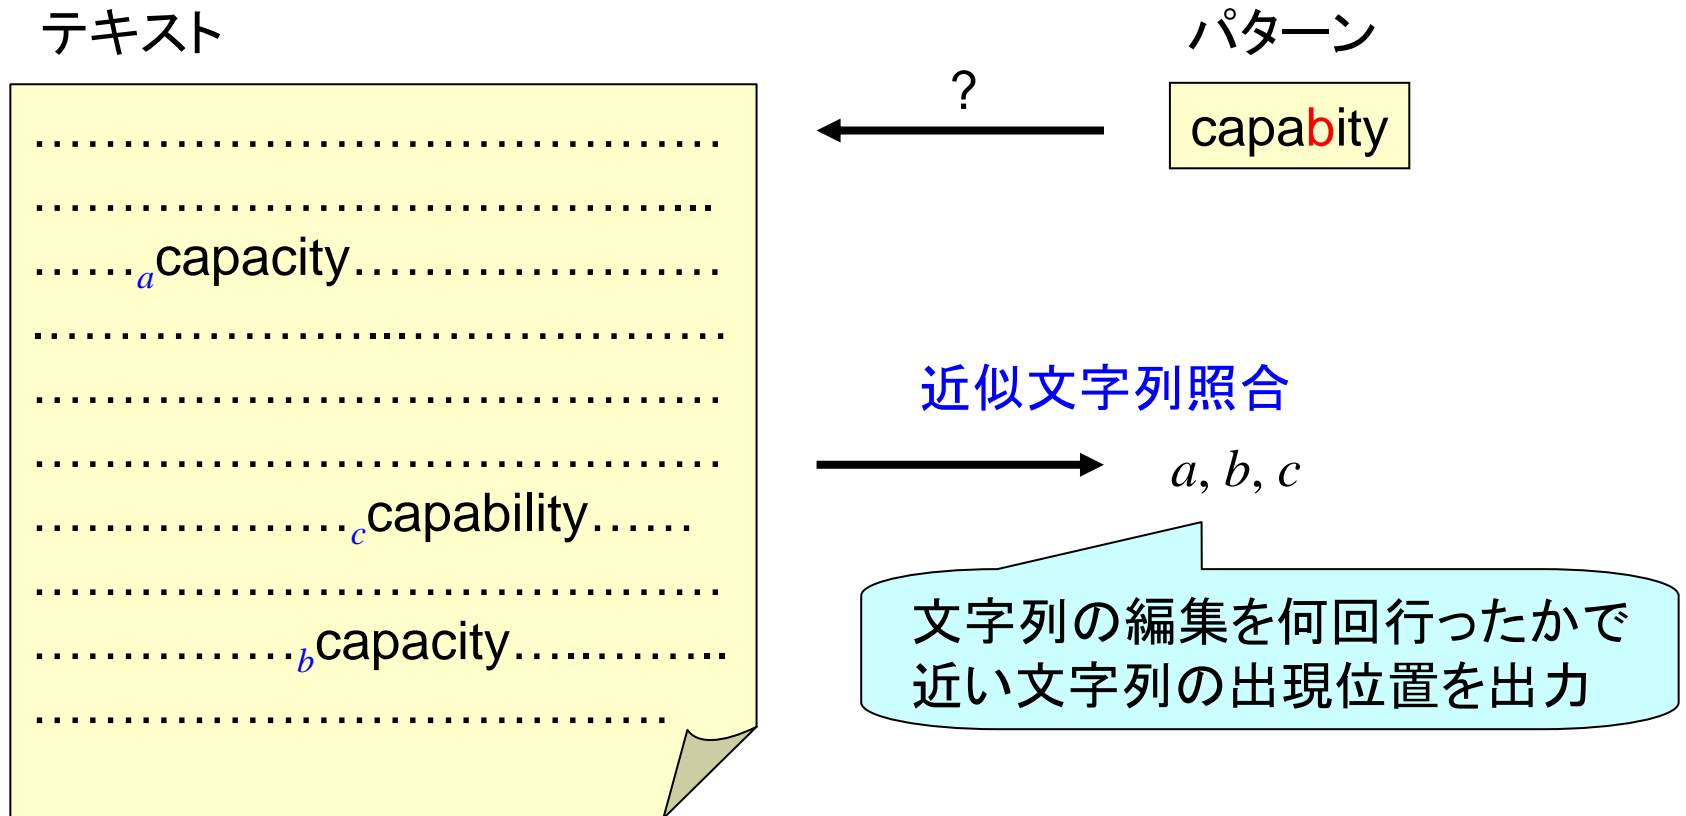 テキスト
パターン
?
capabity
…………………………………
………………………………...
……acapacity…………………
………………...………………
…………………………………
…………………………………
………………ccapability……
…………………………………
……………bcapacity…..……..
………………………………
近似文字列照合
a, b, c
文字列の編集を何回行ったかで
近い文字列の出現位置を出力